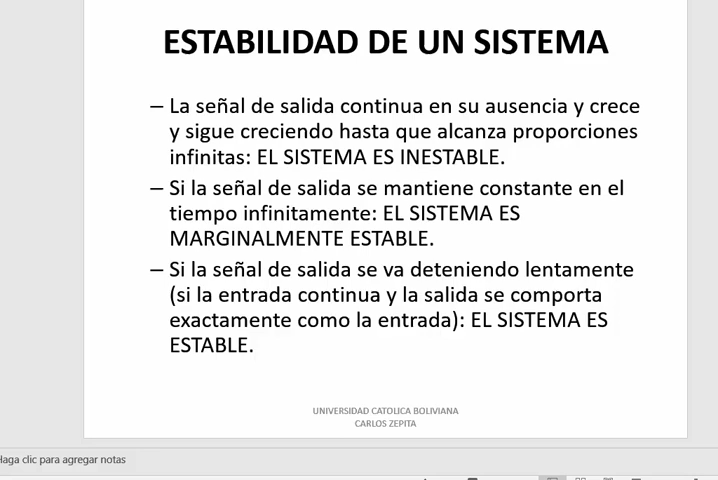 ESTABILIDAD DE UN SISTEMA
– La señal de salida continua en su ausencia y crece
y sigue creciendo hasta que alcanza proporciones
infinitas: EL SISTEMA ES INESTABLE.
– Si la señal de salida se mantiene constante en el
tiempo infinitamente: EL SISTEMA ES
MARGINALMENTE ESTABLE.
– Si la señal de salida se va deteniendo lentamente
(si la entrada continua y la salida se comporta
exactamente como la entrada): EL SISTEMA ES
ESTABLE.
UNIVERSIDAD CATOLICA BOLIVIANA
CARLOS ZEPITA
Haga clic para agregar notas